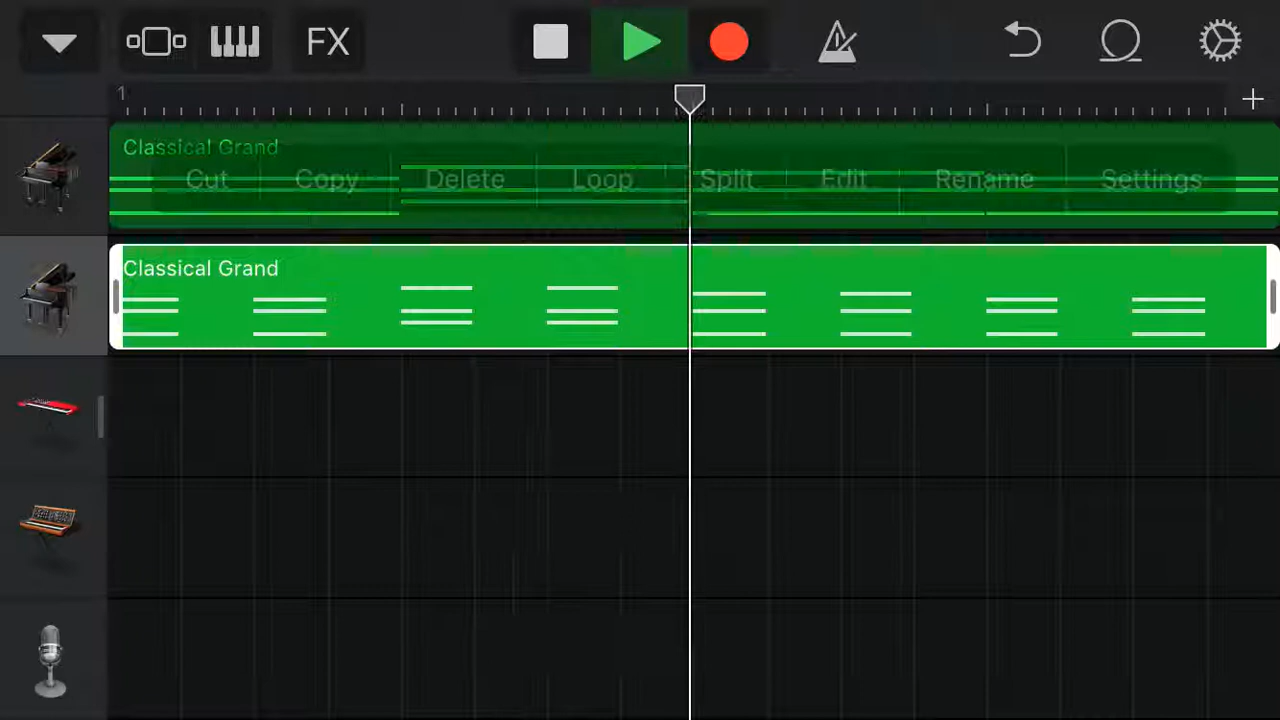 FX
1
Classical Grand
Cut Copy Delete Loop Split Edit Rename Settings
Classical Grand